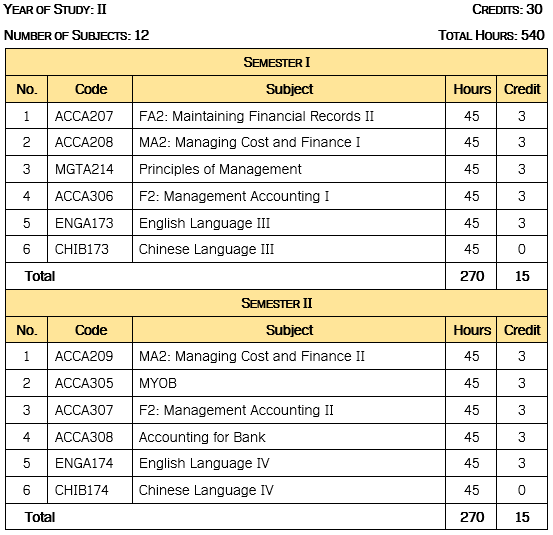 YEAR OF STUDY: II CREDITS: 30
NUMBER OF SUBJECTS: 12 TOTAL HOURS: 540
SEMESTER I
No. Code Subject Hours Credit
1 ACCA207 FA2: Maintaining Financial Records II 45 3
2 ACCA208 MA2: Managing Cost and Finance I 45 3
3 MGTA214 Principles of Management 45 3
4 ACCA306 F2: Management Accounting I 45 3
5 ENGA173 English Language III 45 3
6 CHIB173 Chinese Language III 45 0
Total 270 15
SEMESTER II
No. Code Subject Hours Credit
1 ACCA209 MA2: Managing Cost and Finance II 45 3
2 ACCA305 MYOB 45 3
3 ACCA307 F2: Management Accounting II 45 3
4 ACCA308 Accounting for Bank 45 3
5 ENGA174 English Language IV 45 3
6 CHIB174 Chinese Language IV 45 0
Total 270 15